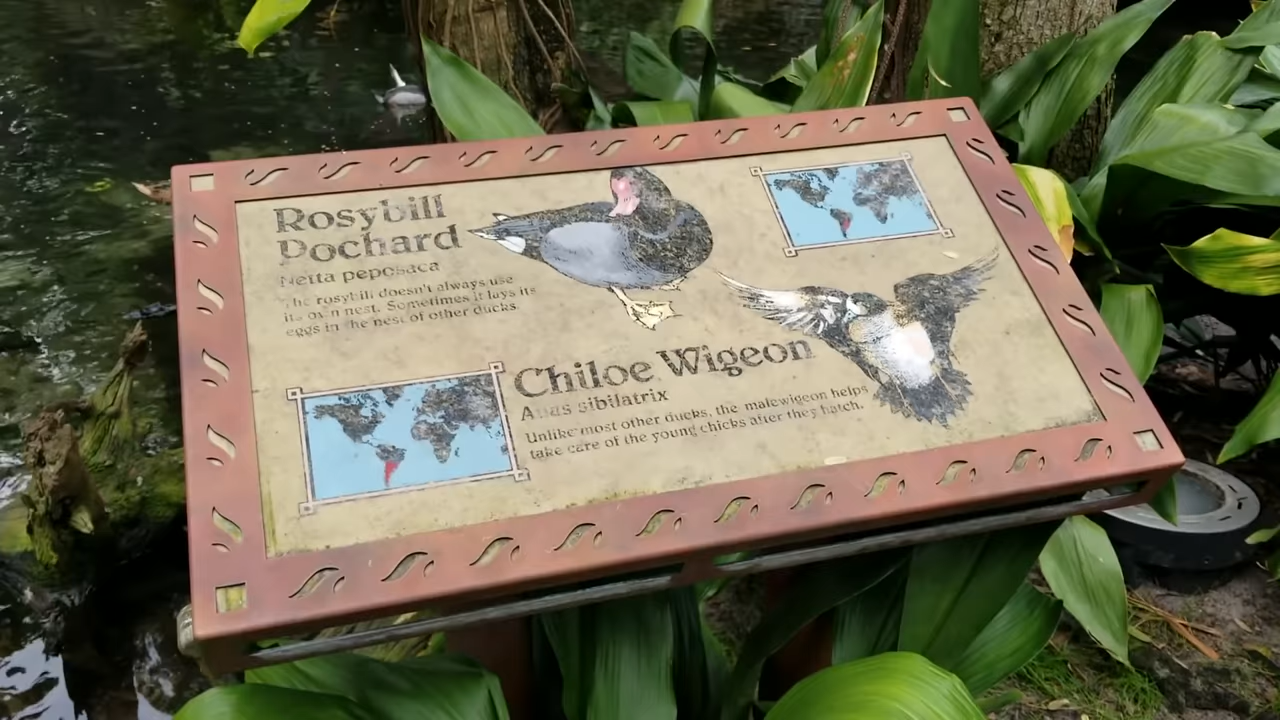 Rosybill
Pochard
Netta peposaca
The rosybill doesn't always use
its own nest. Sometimes it lays its
eggs in the nest of other ducks.
Chiloe Wigeon
Anas sibilatrix
Unlike most other ducks, the malewigeon helps
take care of the young chicks after they hatch.